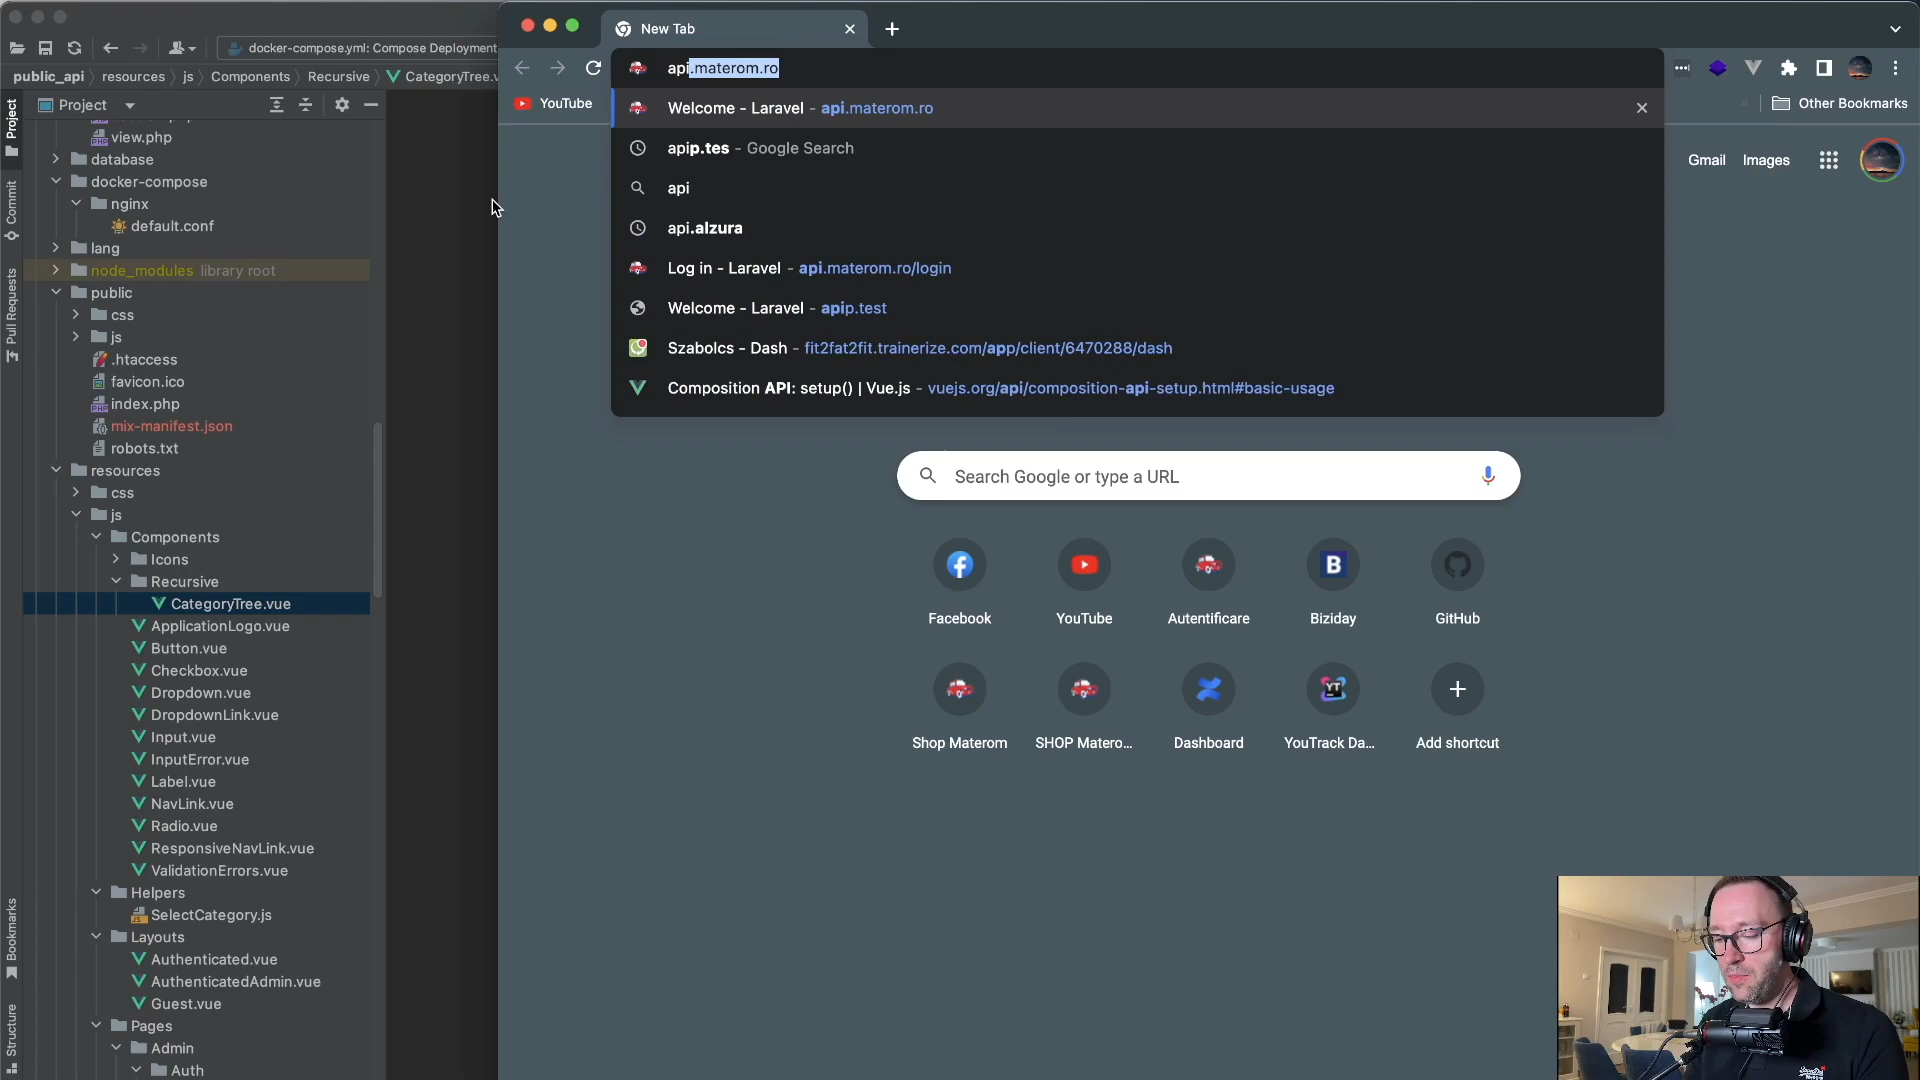 docker-compose.yml: Compose Deployment
public_api
resources
js
Components
Recursive
CategoryTree.v
Project
Project
Commit
Pull Requests
Bookmarks
Structure
view.php
database
docker-compose
nginx
default.conf
lang
node_modules library root
public
css
js
.htaccess
favicon.ico
index.php
mix-manifest.json
robots.txt
resources
css
js
Components
Icons
Recursive
CategoryTree.vue
ApplicationLogo.vue
Button.vue
Checkbox.vue
Dropdown.vue
DropdownLink.vue
Input.vue
InputError.vue
Label.vue
NavLink.vue
Radio.vue
ResponsiveNavLink.vue
ValidationErrors.vue
Helpers
SelectCategory.js
Layouts
Authenticated.vue
AuthenticatedAdmin.vue
Guest.vue
Pages
Admin
Auth
New Tab
api.materom.ro
YouTube
Other Bookmarks
Welcome - Laravel - api.materom.ro
apip.tes - Google Search
api
api.alzura
Log in - Laravel - api.materom.ro/login
Welcome - Laravel - apip.test
Szabolcs - Dash - fit2fat2fit.trainerize.com/app/client/6470288/dash
Composition API: setup() | Vue.js - vuejs.org/api/composition-api-setup.html#basic-usage
Gmail Images
Search Google or type a URL
Facebook
YouTube
Autentificare
Biziday
GitHub
Shop Materom
SHOP Matero...
Dashboard
YouTrack Da...
Add shortcut